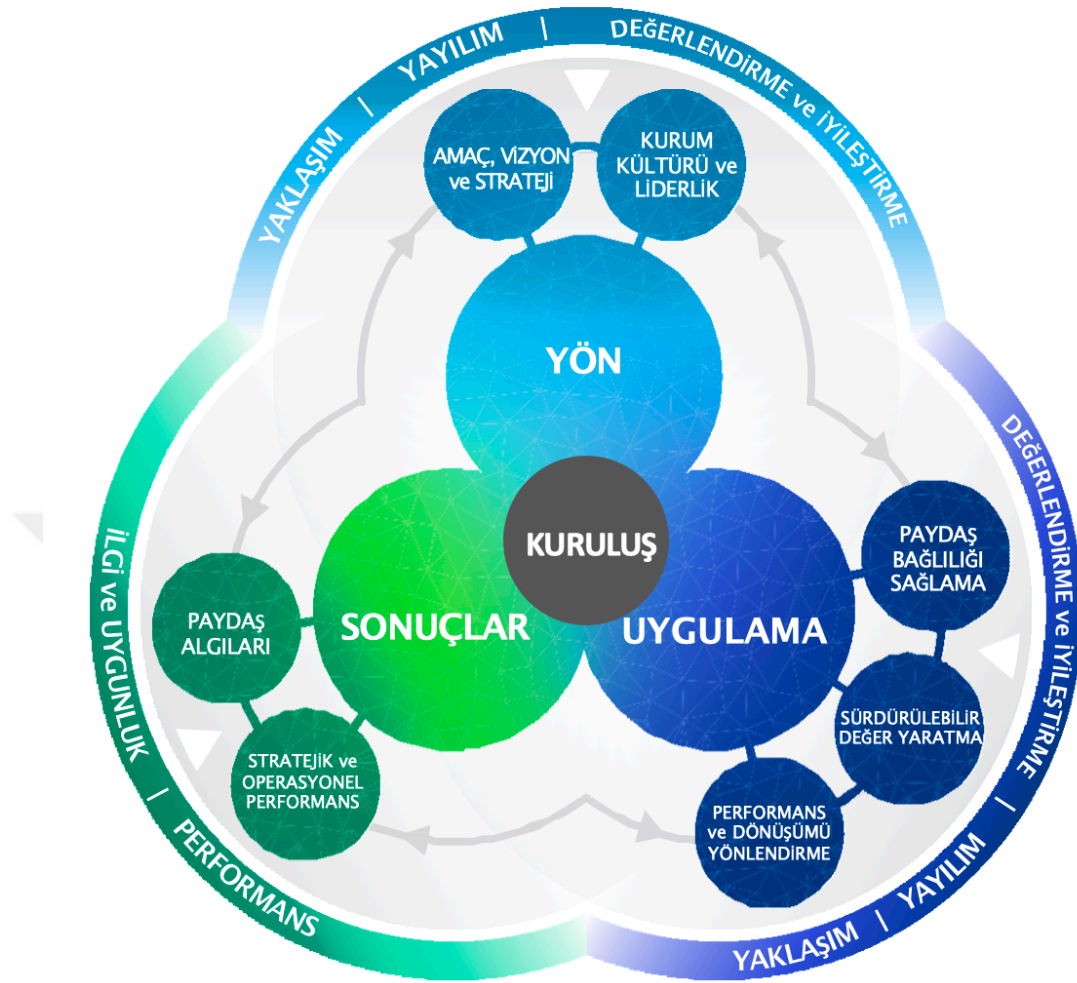 YAKLAŞIM | YAYILIM | DEĞERLENDİRME ve İYİLEŞTİRME
AMAÇ, VİZYON
ve STRATEJİ
KURUM
KÜLTÜRÜ ve
LİDERLİK
YÖN
KURULUŞ
SONUÇLAR
UYGULAMA
PAYDAŞ
BAĞLILIĞI
SAĞLAMA
SÜRDÜRÜLEBİLİR
DEĞER YARATMA
PERFORMANS
ve DÖNÜŞÜMÜ
YÖNLENDİRME
PAYDAŞ
ALGILARI
STRATEJİK ve
OPERASYONEL
PERFORMANS
İLGİ ve UYGUNLUK | PERFORMANS
YAKLAŞIM | YAYILIM | DEĞERLENDİRME ve İYİLEŞTİRME